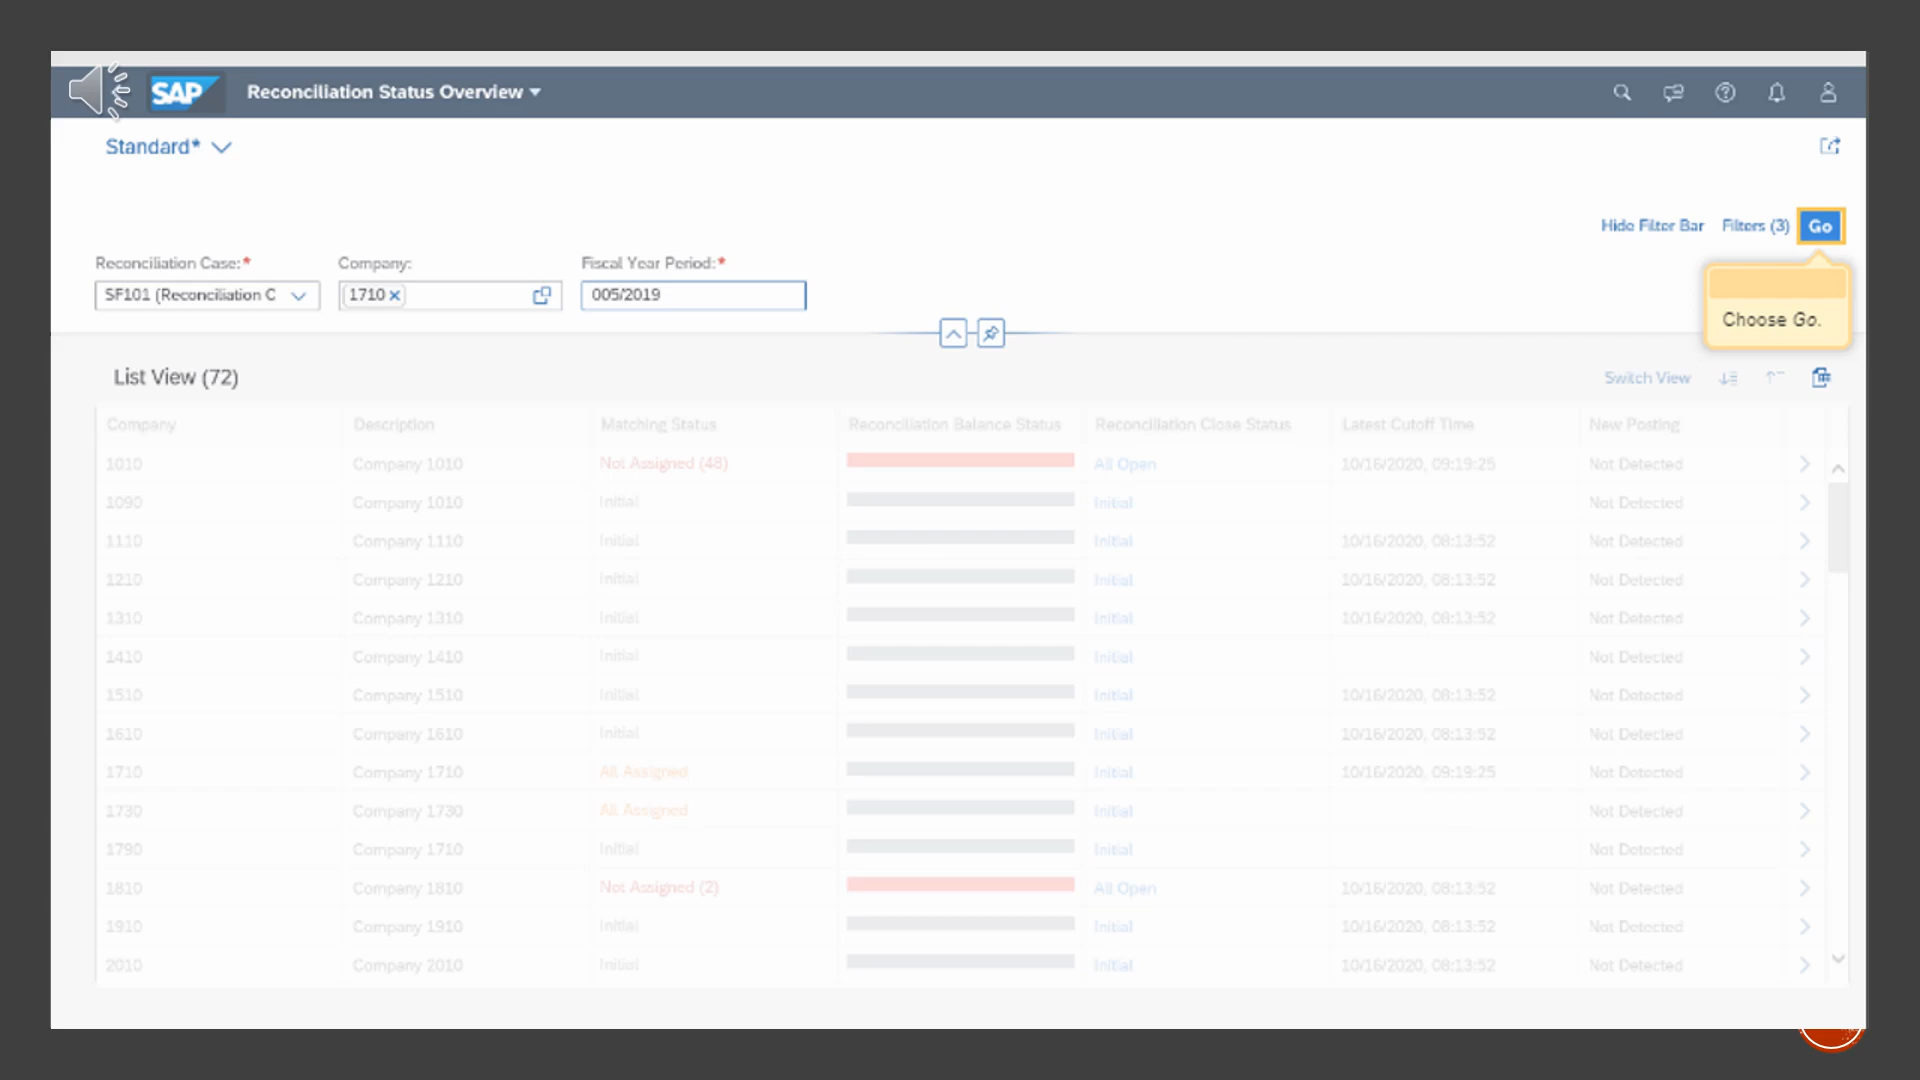 SAP Reconciliation Status Overview
Standard*
Hide Filter Bar Filters (3) Go
Reconciliation Case:* Company: Fiscal Year Period:*
SF101 (Reconciliation C 1710 005/2019
Choose Go.
List View (72) Switch View
Company Description Matching Status Reconciliation Balance Status Reconciliation Close Status Latest Cutoff Time New Posting
1010 Company 1010 Not Assigned (48) All Open 10/16/2020, 09:19:25 Not Detected
1090 Company 1010 Initial Initial Not Detected
1110 Company 1110 Initial Initial 10/16/2020, 08:13:52 Not Detected
1210 Company 1210 Initial Initial 10/16/2020, 08:13:52 Not Detected
1310 Company 1310 Initial Initial 10/16/2020, 08:13:52 Not Detected
1410 Company 1410 Initial Initial Not Detected
1510 Company 1510 Initial Initial 10/16/2020, 08:13:52 Not Detected
1610 Company 1610 Initial Initial 10/16/2020, 08:13:52 Not Detected
1710 Company 1710 All Assigned Initial 10/16/2020, 09:19:25 Not Detected
1730 Company 1730 All Assigned Initial Not Detected
1790 Company 1710 Initial Initial Not Detected
1810 Company 1810 Not Assigned (2) All Open 10/16/2020, 08:13:52 Not Detected
1910 Company 1910 Initial Initial 10/16/2020, 08:13:52 Not Detected
2010 Company 2010 Initial Initial 10/16/2020, 08:13:52 Not Detected